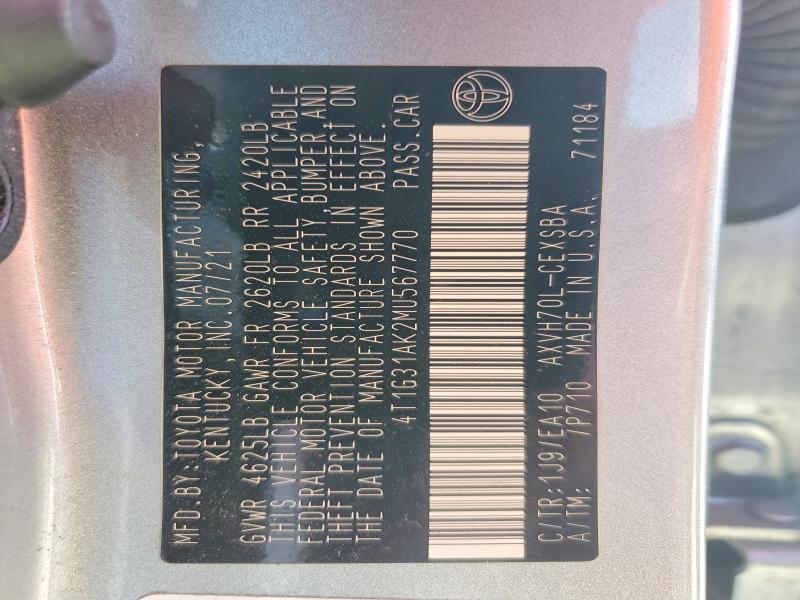 MFD.BY:TOYOTA MOTOR MANUFACTURING,
KENTUCKY, INC.07/21
GVWR 4625LB GAWR FR 2620LB RR 2420LB
THIS VEHICLE CONFORMS TO ALL APPLICABLE
FEDERAL MOTOR VEHICLE SAFETY, BUMPER AND
THEFT PREVENTION STANDARDS IN EFFECT ON
THE DATE OF MANUFACTURE SHOWN ABOVE.
4T1G31AK2MU567770 PASS.CAR
C/TR:1J9/EA10 AXVH70L-CEXSBA
A/TM: /P710 MADE IN U.S.A. 71184